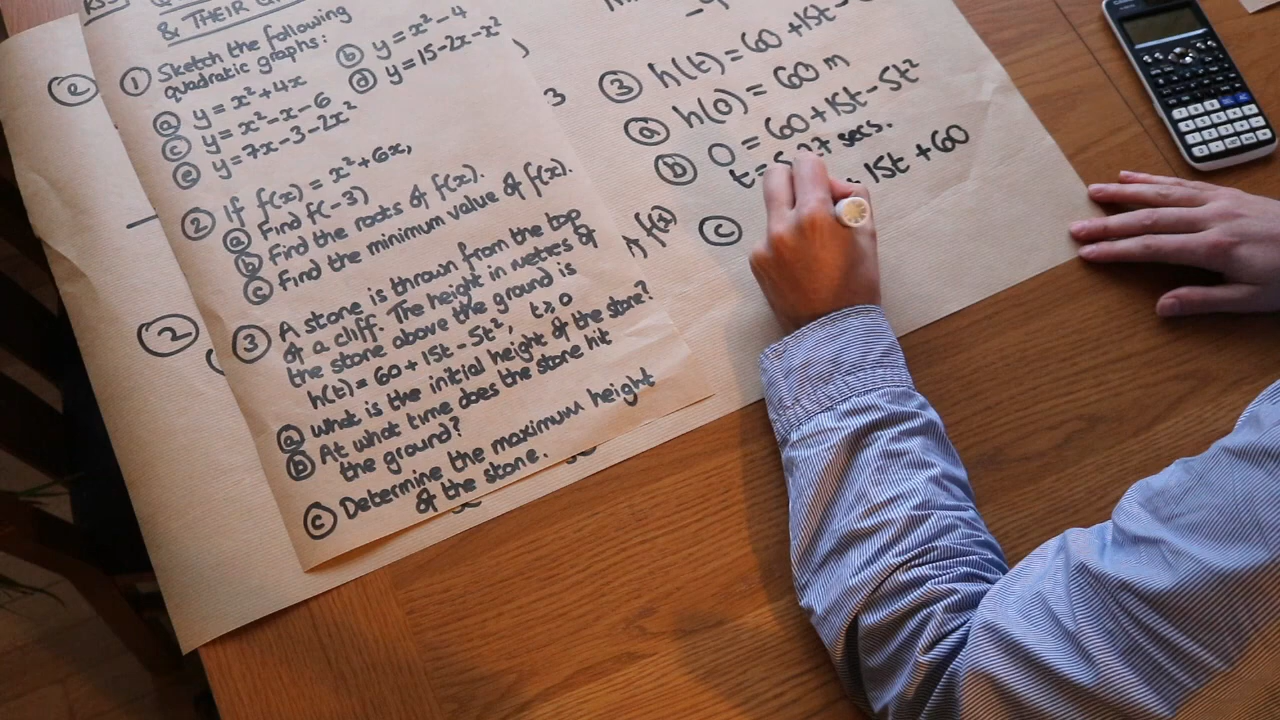 & THEIR
① Sketch the following
quadratic graphs:
ⓐ y = x² + 4x
ⓑ y = x² - 4
ⓒ y = x² - x - 6
ⓓ y = 15 - 2x - x²
ⓔ y = 7x - 3 - 2x²
② If f(x) = x² + 6x,
ⓐ Find f(-3)
ⓑ Find the roots of f(x).
ⓒ Find the minimum value of f(x).
③ A stone is thrown from the top
of a cliff. The height in metres of
the stone above the ground is
h(t) = 60 + 15t - 5t², t ≥ 0
ⓐ What is the initial height of the stone?
ⓑ At what time does the stone hit
the ground?
ⓒ Determine the maximum height
of the stone.
②
②
3
f(x)
③ h(t) = 60 + 15t -
ⓐ h(0) = 60 m
ⓑ 0 = 60 + 15t - 5t²
t = secs.
ⓒ 15t + 60